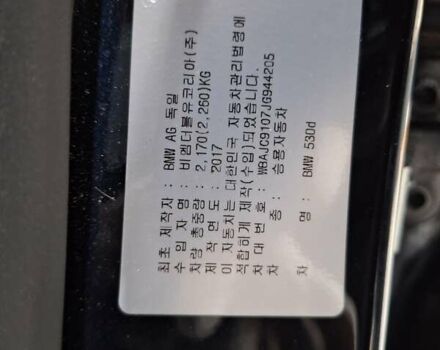 최초 제작자 : BMW AG 독일
수 입 자 명 : 비엠더블유코리아(주)
차량 총중량 : 2,170(2,260)KG
제 작 연 도 : 2017
이 자동차는 대한민국 자동차관리법령에
적합하게 제작(수입)되었습니다.
차 대 번 호 : WBAJC9107JG944205
차 종 : 승용자동차
차 명 : BMW 530d